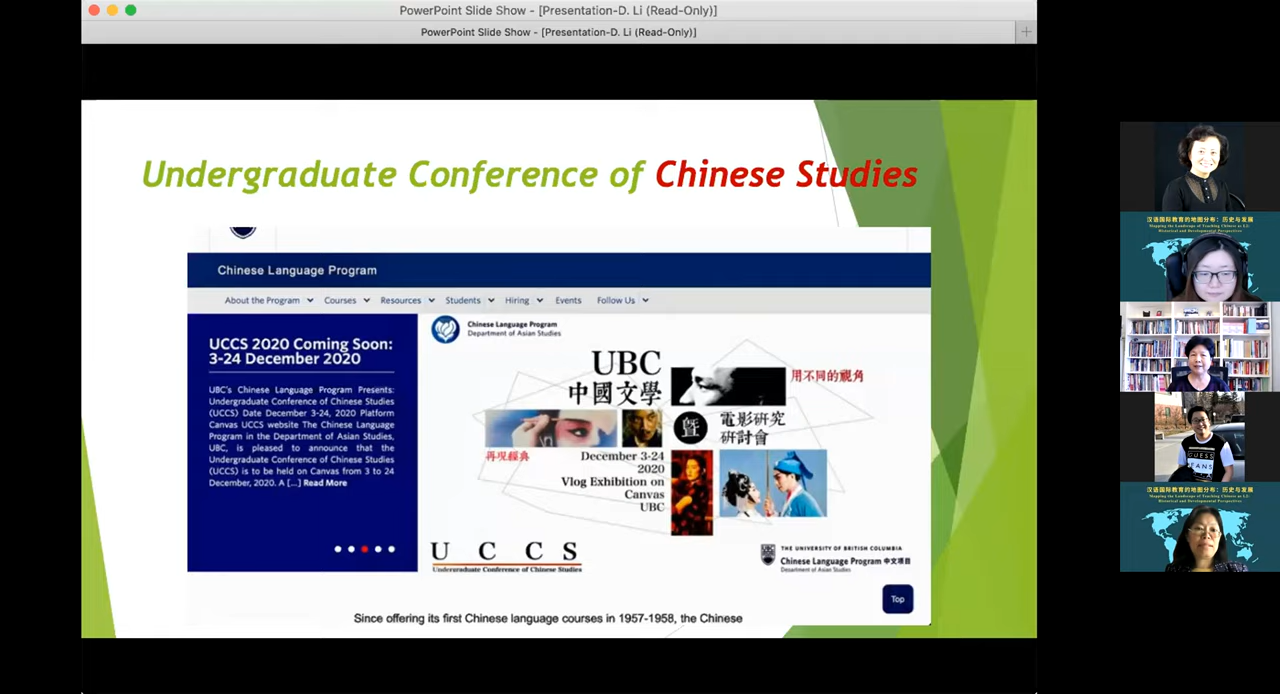 PowerPoint Slide Show - [Presentation-D. Li (Read-Only)]
PowerPoint Slide Show - [Presentation-D. Li (Read-Only)]
Undergraduate Conference of Chinese Studies
Chinese Language Program
About the Program Courses Resources Students Hiring Events Follow Us
UCCS 2020 Coming Soon:
3-24 December 2020
UBC's Chinese Language Program Presents:
Undergraduate Conference of Chinese Studies
(UCCS) Date December 3-24, 2020 Platform
Canvas UCCS website The Chinese Language
Program in the Department of Asian Studies,
UBC, is pleased to announce that the
Undergraduate Conference of Chinese Studies
(UCCS) is to be held on Canvas from 3 to 24
December, 2020. A [...] Read More
Chinese Language Program
Department of Asian Studies
UBC
中國文學
用不同的視角
暨
電影研究
研討會
再現經典
December 3-24
2020
Vlog Exhibition on
Canvas
UBC
U C C S
Undergraduate Conference of Chinese Studies
THE UNIVERSITY OF BRITISH COLUMBIA
Chinese Language Program 中文項目
Department of Asian Studies
Top
Since offering its first Chinese language courses in 1957-1958, the Chinese
汉语国际教育的地图分布：历史与发展
Mapping the Landscape of Teaching Chinese as L2:
Historical and Developmental Perspectives
GUESS
JEANS
汉语国际教育的地图分布：历史与发展
Mapping the Landscape of Teaching Chinese as L2:
Historical and Developmental Perspectives